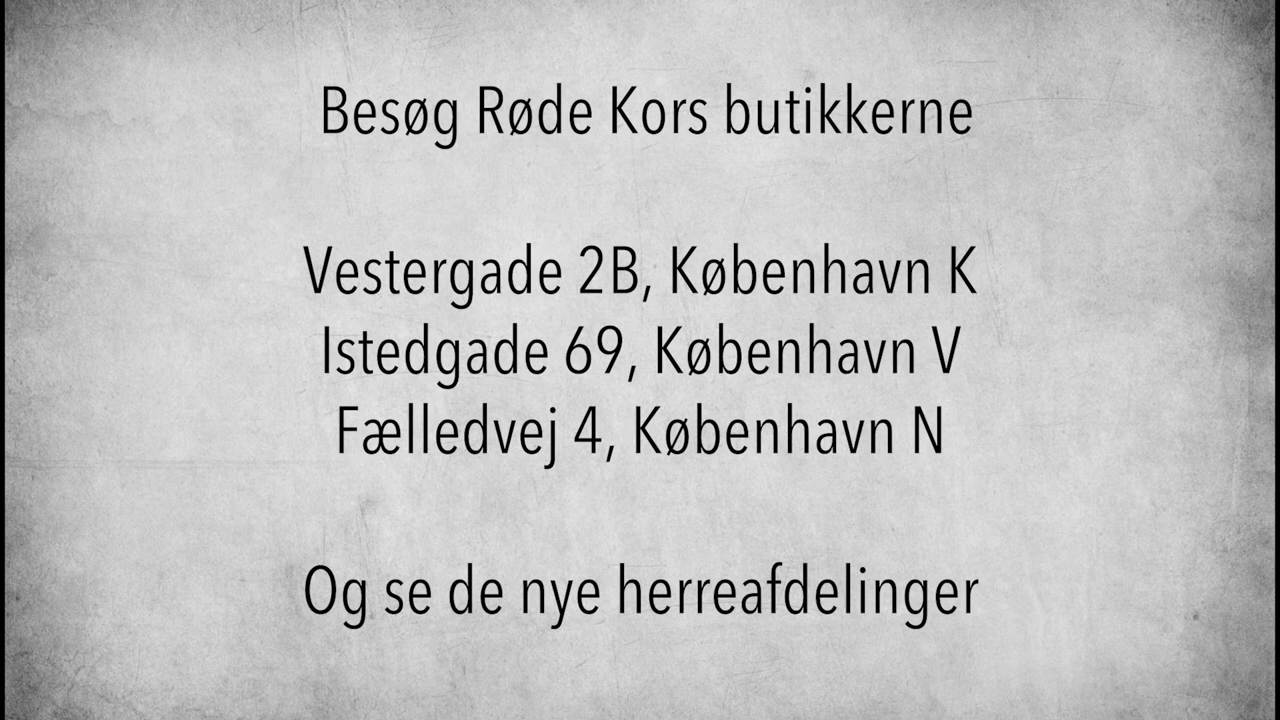 Besøg Røde Kors butikkerne
Vestergade 2B, København K
Istedgade 69, København V
Fælledvej 4, København N
Og se de nye herreafdelinger